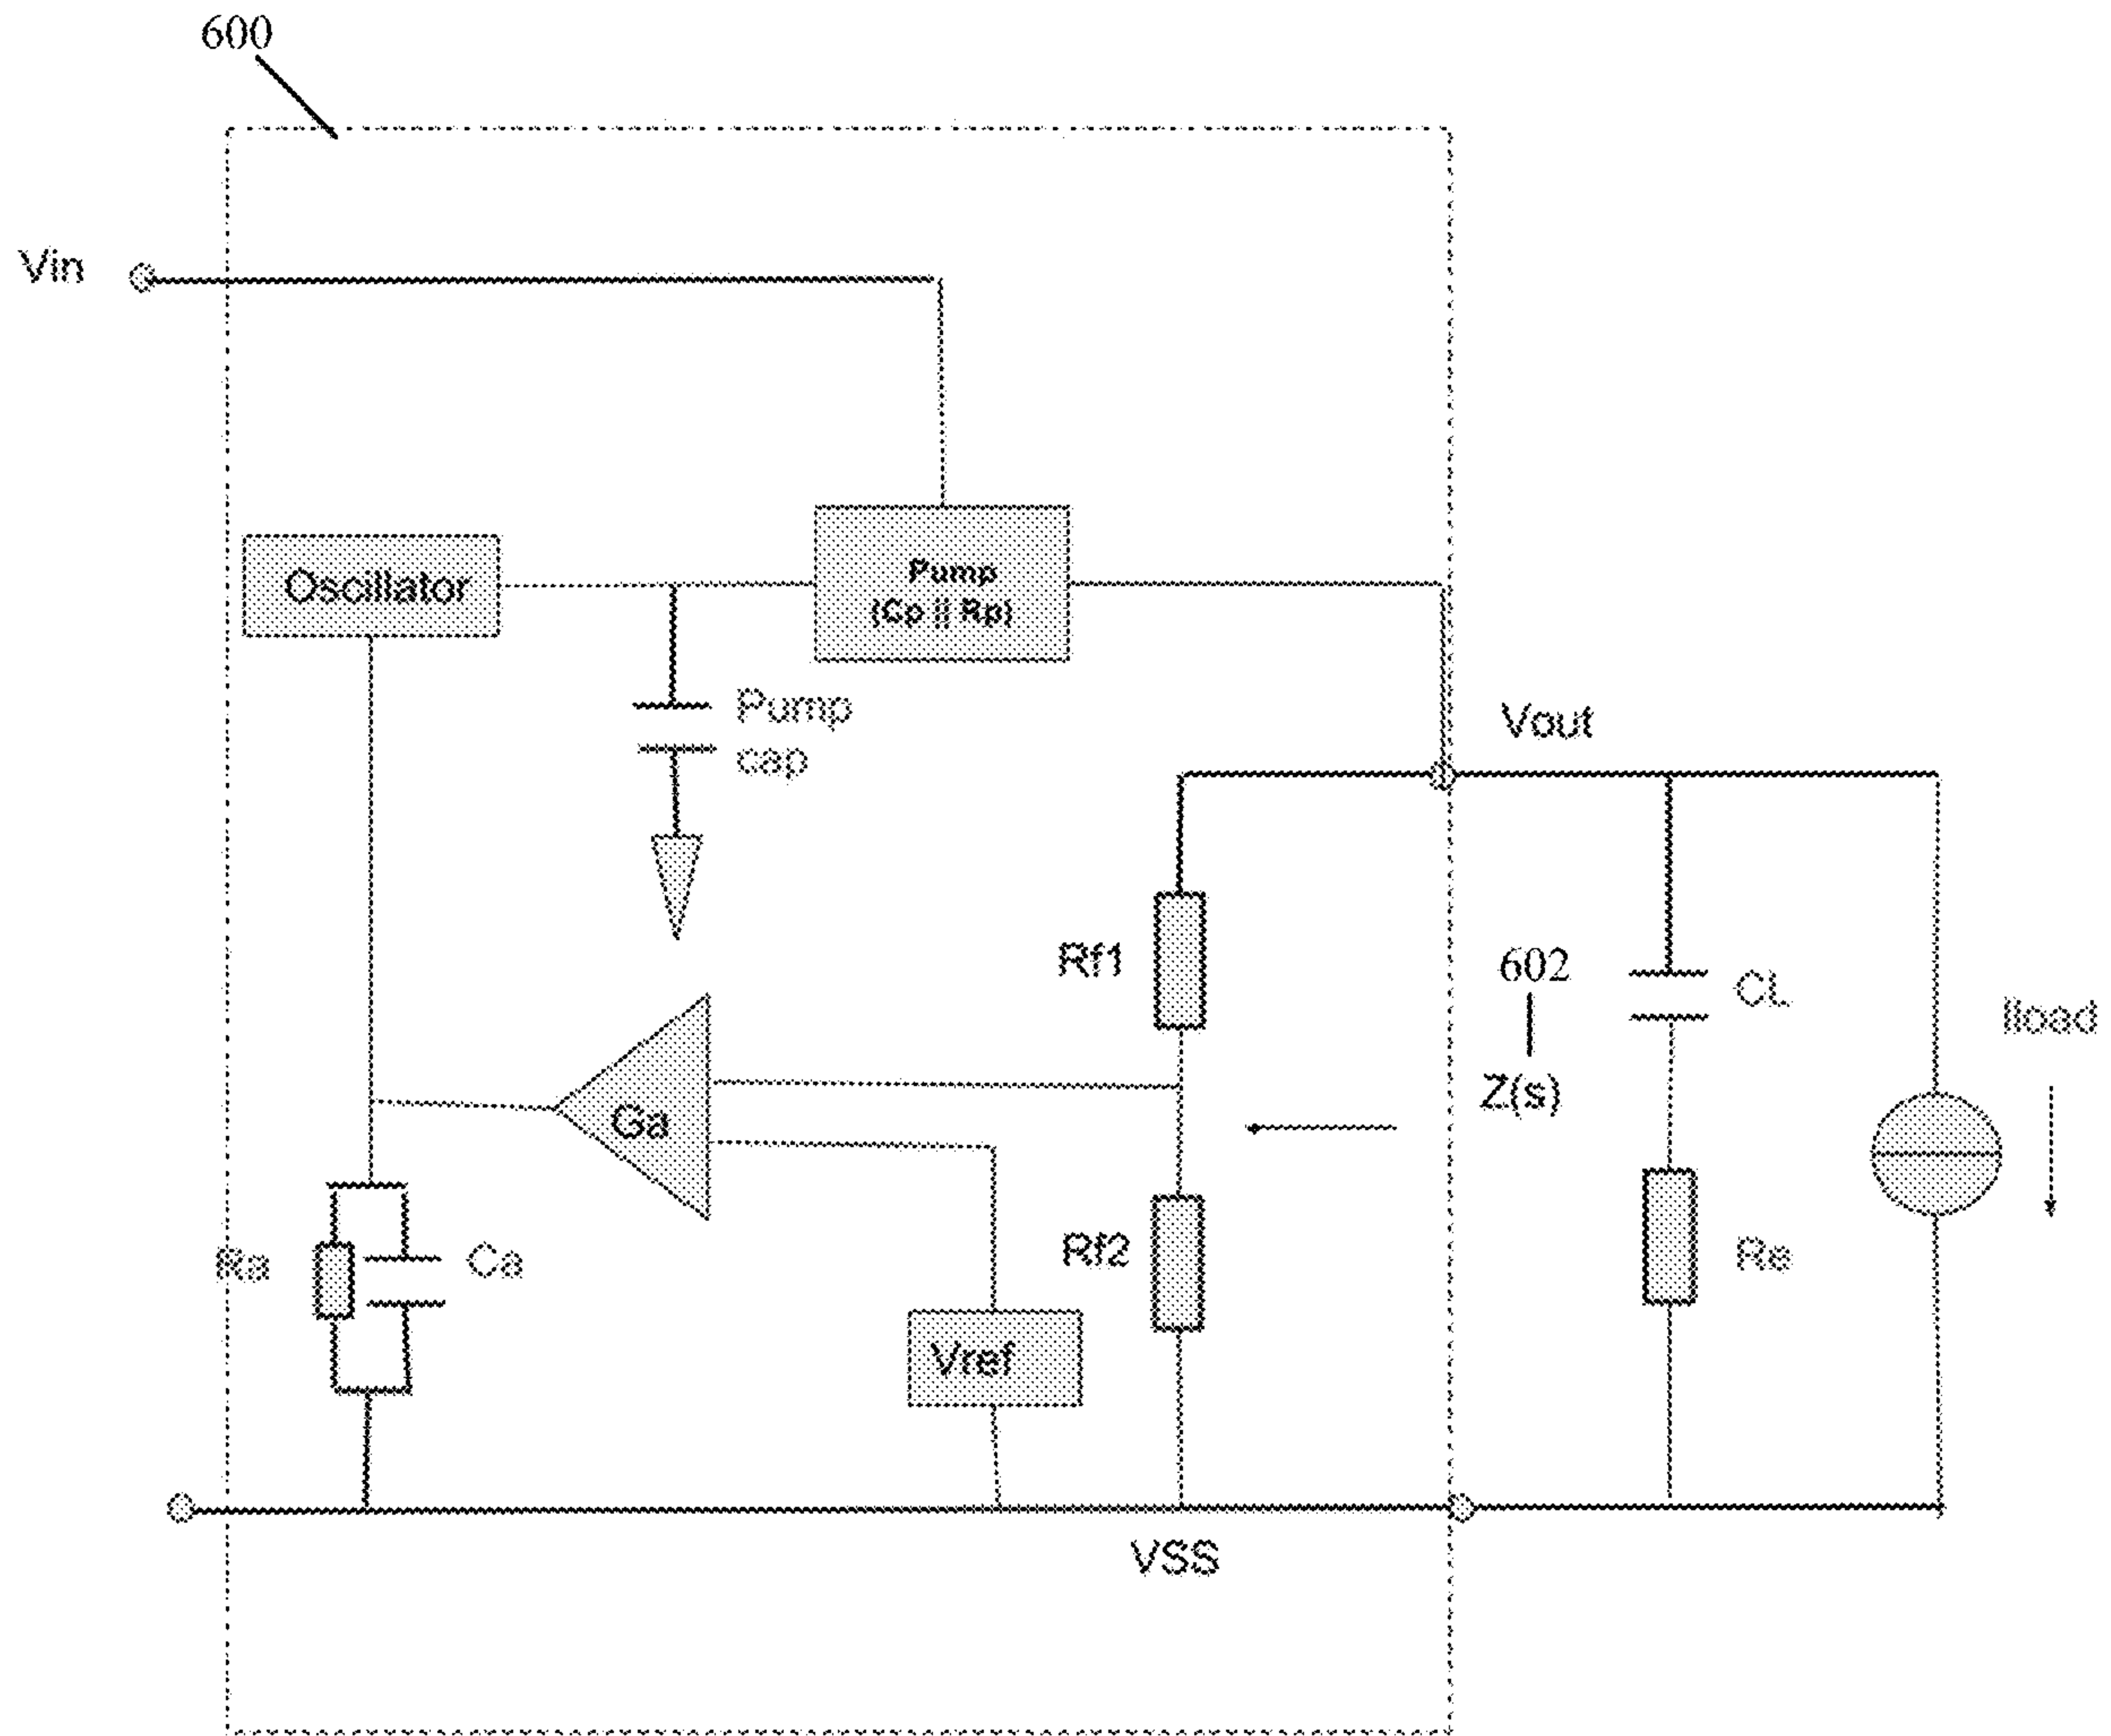 600
Vin
Oscillator
Pump
(Cp || Rp)
Pump
cap
Vout
Rf1
602
Z(s)
CL
Iload
Ga
Ra
Ca
Rf2
Re
Vref
VSS